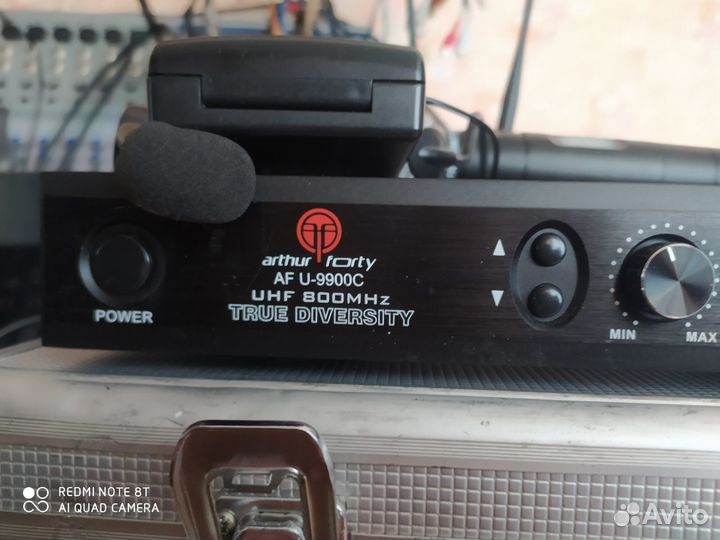 arthur forty
AF U-9900C
UHF 800MHz
TRUE DIVERSITY
POWER
MIN
MAX
REDMI NOTE 8T
AI QUAD CAMERA
Avito